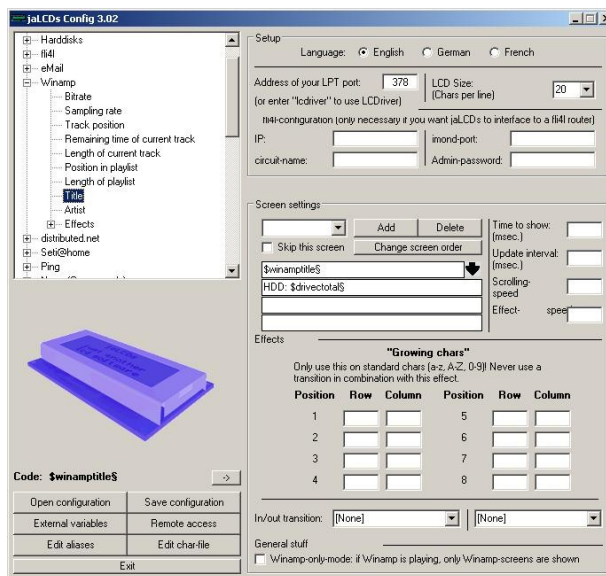 jaLCDs Config 3.02
Harddisks
fli4l
eMail
Winamp
Bitrate
Sampling rate
Track position
Remaining time of current track
Length of current track
Position in playlist
Length of playlist
Title
Artist
Effects
distributed.net
Seti@home
Ping
jaLCDs
just another
lcd software
Code: $winamptitle§
->
Open configuration
Save configuration
External variables
Remote access
Edit aliases
Edit char-file
Exit
Setup
Language:
English
German
French
Address of your LPT port:
378
(or enter "lcdriver" to use LCDriver)
LCD Size:
(Chars per line)
20
fli4l-configuration (only necessary if you want jaLCDs to interface to a fli4l router)
IP:
imond-port:
circuit-name:
Admin-password:
Screen settings
Add
Delete
Skip this screen
Change screen order
Time to show:
(msec.)
Update interval:
(msec.)
Scrolling-
speed
Effect-
spee
$winamptitle§
HDD: $drivectotal§
Effects
"Growing chars"
Only use this on standard chars (a-z, A-Z, 0-9)! Never use a
transition in combination with this effect.
Position Row Column Position Row Column
1 5
2 6
3 7
4 8
In/out transition:
[None]
[None]
General stuff
Winamp-only-mode: if Winamp is playing, only Winamp-screens are shown